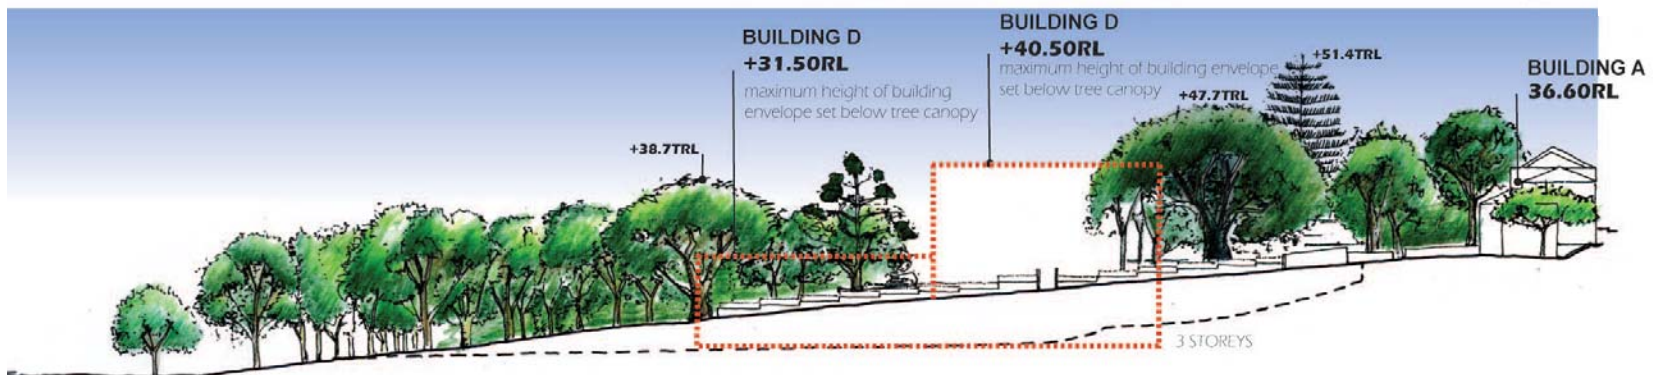 BUILDING D
+31.50RL
maximum height of building
envelope set below tree canopy
BUILDING D
+40.50RL
maximum height of building envelope
set below tree canopy
+51.4TRL
+47.7TRL
+38.7TRL
BUILDING A
36.60RL
3 STOREYS